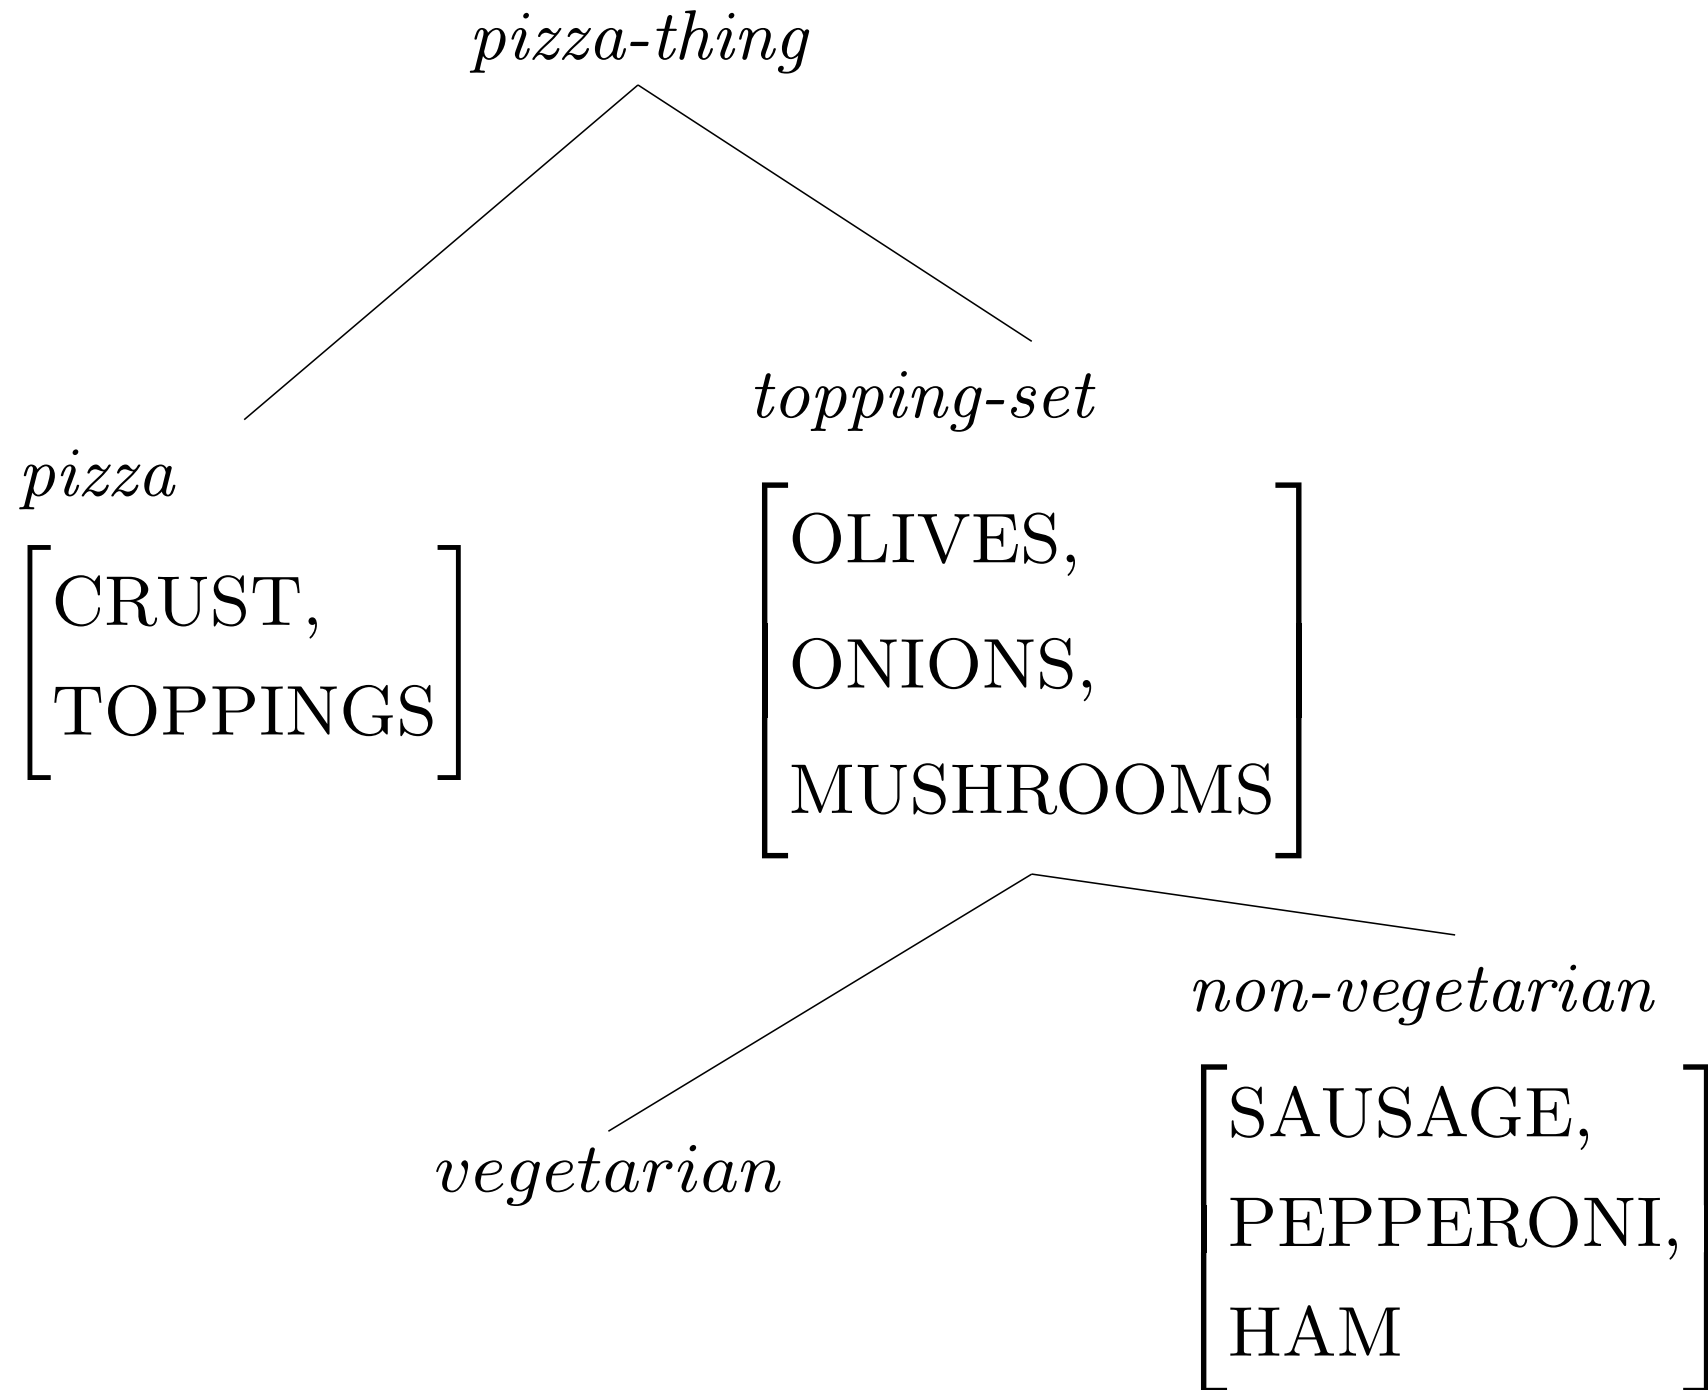 pizza-thing
topping-set
pizza
OLIVES,
CRUST,
ONIONS,
TOPPINGS
MUSHROOMS
non-vegetarian
SAUSAGE,
vegetarian
PEPPERONI,
HAM